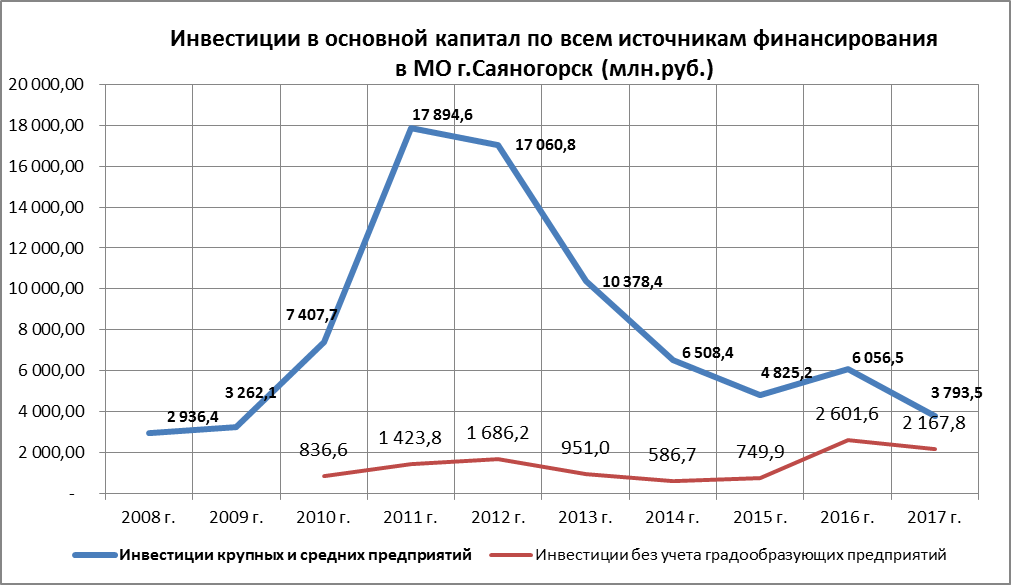 Инвестиции в основной капитал по всем источникам финансирования
в МО г.Саяногорск (млн.руб.)
20 000,00
18 000,00
16 000,00
14 000,00
12 000,00
10 000,00
8 000,00
6 000,00
4 000,00
2 000,00
-
17 894,6
17 060,8
10 378,4
7 407,7
6 508,4
6 056,5
4 825,2
3 793,5
3 262,1
2 936,4
2 601,6
2 167,8
1 686,2
1 423,8
951,0
836,6
586,7
749,9
2008 г.
2009 г.
2010 г.
2011 г.
2012 г.
2013 г.
2014 г.
2015 г.
2016 г.
2017 г.
Инвестиции крупных и средних предприятий
Инвестиции без учета градообразующих предприятий